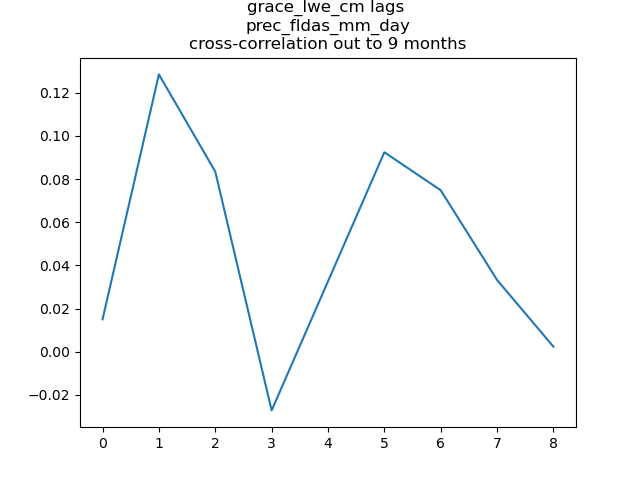 grace_lwe_cm lags
prec_fldas_mm_day
cross-correlation out to 9 months
0.12
0.10
0.08
0.06
0.04
0.02
0.00
−0.02
0 1 2 3 4 5 6 7 8